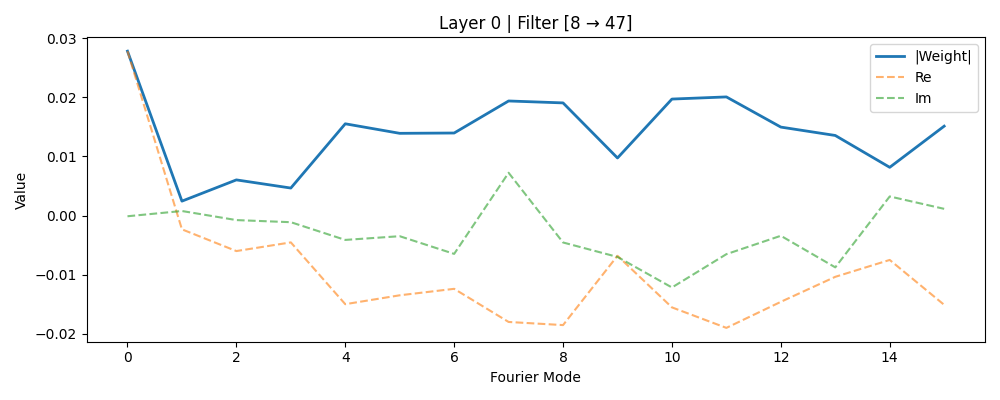 Layer 0 | Filter [8 → 47]
|Weight|
Re
Im
Value
0.03
0.02
0.01
0.00
−0.01
−0.02
0 2 4 6 8 10 12 14
Fourier Mode